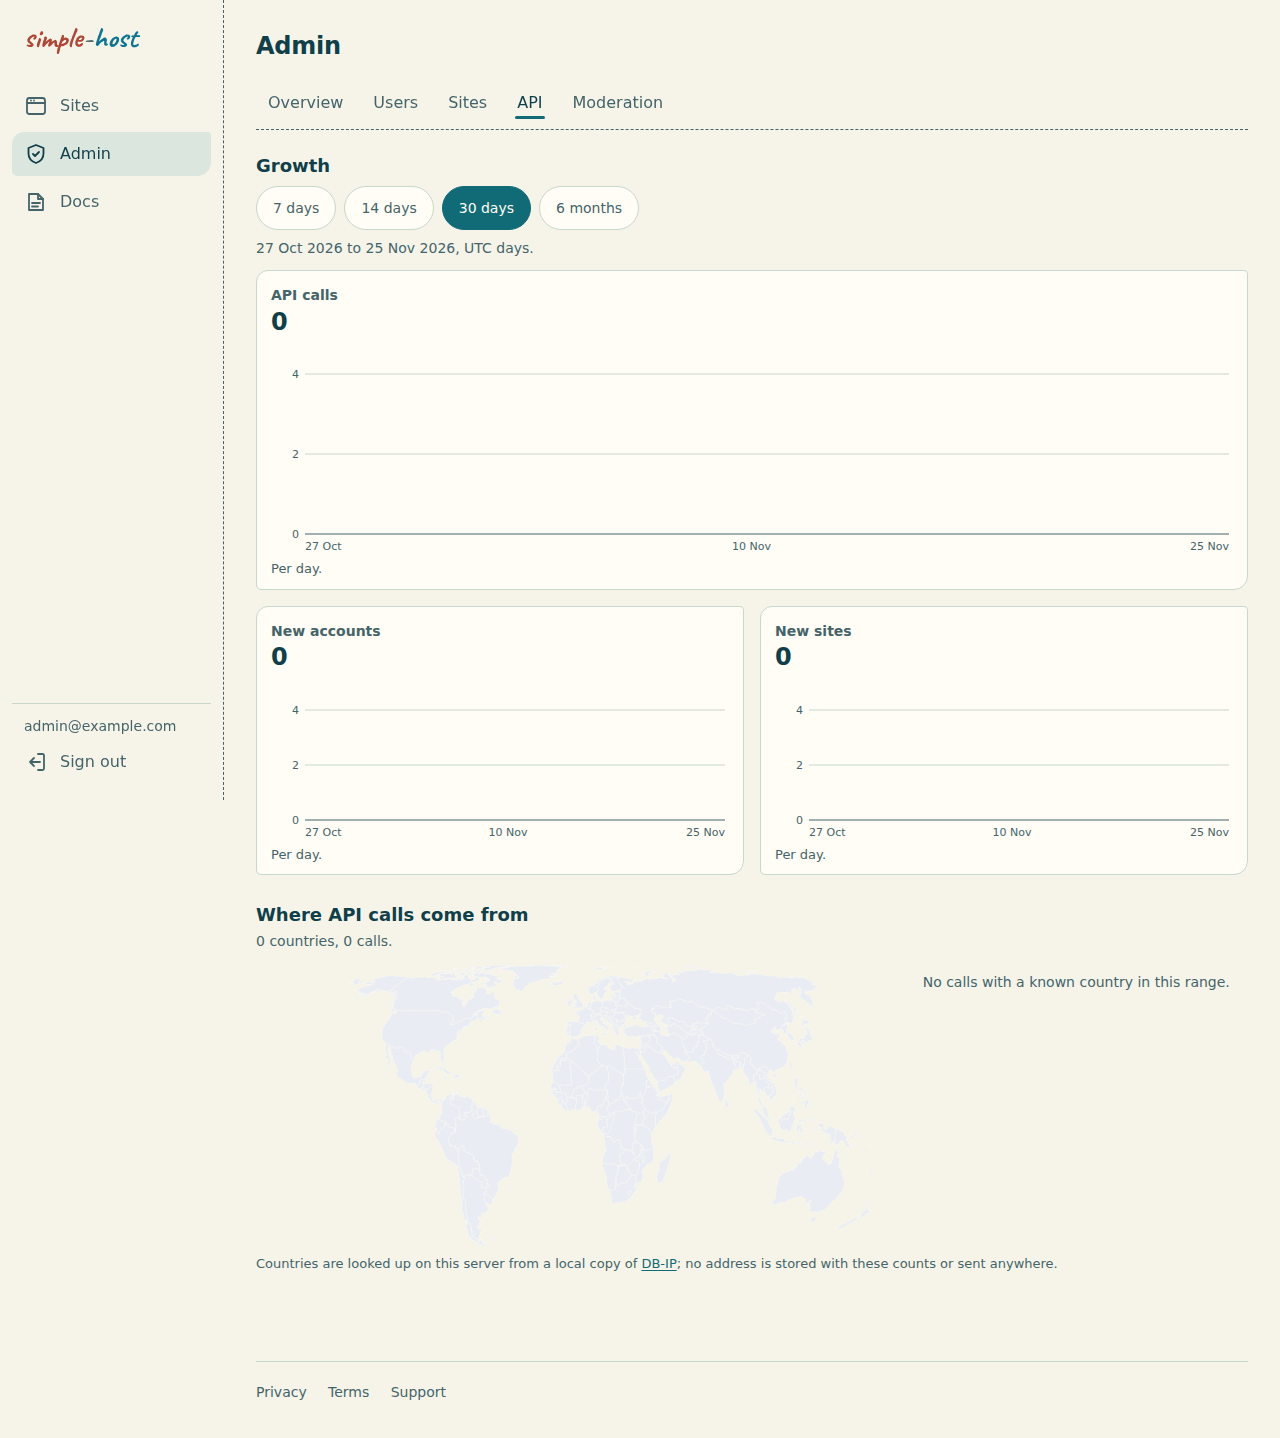 simple-host
Sites
Admin
Docs
admin@example.com
Sign out
Admin
Overview Users Sites API Moderation
Growth
7 days 14 days 30 days 6 months
27 Oct 2026 to 25 Nov 2026, UTC days.
API calls
0
4
2
0
27 Oct 10 Nov 25 Nov
Per day.
New accounts
0
4
2
0
27 Oct 10 Nov 25 Nov
Per day.
New sites
0
4
2
0
27 Oct 10 Nov 25 Nov
Per day.
Where API calls come from
0 countries, 0 calls.
No calls with a known country in this range.
Countries are looked up on this server from a local copy of DB-IP; no address is stored with these counts or sent anywhere.
Privacy Terms Support